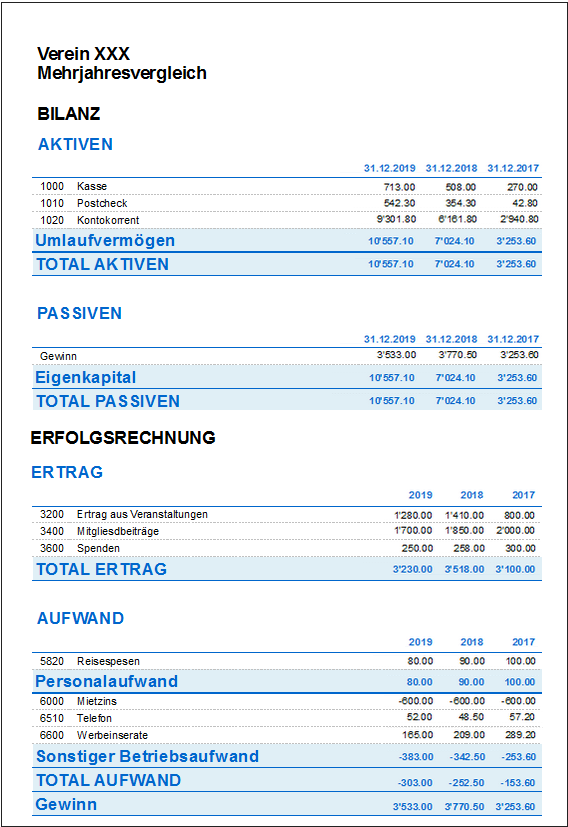 Verein XXX
Mehrjahresvergleich
BILANZ
AKTIVEN
31.12.2019 31.12.2018 31.12.2017
1000 Kasse 713.00 508.00 270.00
1010 Postcheck 542.30 354.30 42.80
1020 Kontokorrent 9'301.80 6'161.80 2'940.80
Umlaufvermögen 10'557.10 7'024.10 3'253.60
TOTAL AKTIVEN 10'557.10 7'024.10 3'253.60
PASSIVEN
31.12.2019 31.12.2018 31.12.2017
Gewinn 3'533.00 3'770.50 3'253.60
Eigenkapital 10'557.10 7'024.10 3'253.60
TOTAL PASSIVEN 10'557.10 7'024.10 3'253.60
ERFOLGSRECHNUNG
ERTRAG
2019 2018 2017
3200 Ertrag aus Veranstaltungen 1'280.00 1'410.00 800.00
3400 Mitgliesdbeiträge 1'700.00 1'850.00 2'000.00
3600 Spenden 250.00 258.00 300.00
TOTAL ERTRAG 3'230.00 3'518.00 3'100.00
AUFWAND
2019 2018 2017
5820 Reisespesen 80.00 90.00 100.00
Personalaufwand 80.00 90.00 100.00
6000 Mietzins -600.00 -600.00 -600.00
6510 Telefon 52.00 48.50 57.20
6600 Werbeinserate 165.00 209.00 289.20
Sonstiger Betriebsaufwand -383.00 -342.50 -253.60
TOTAL AUFWAND -303.00 -252.50 -153.60
Gewinn 3'533.00 3'770.50 3'253.60